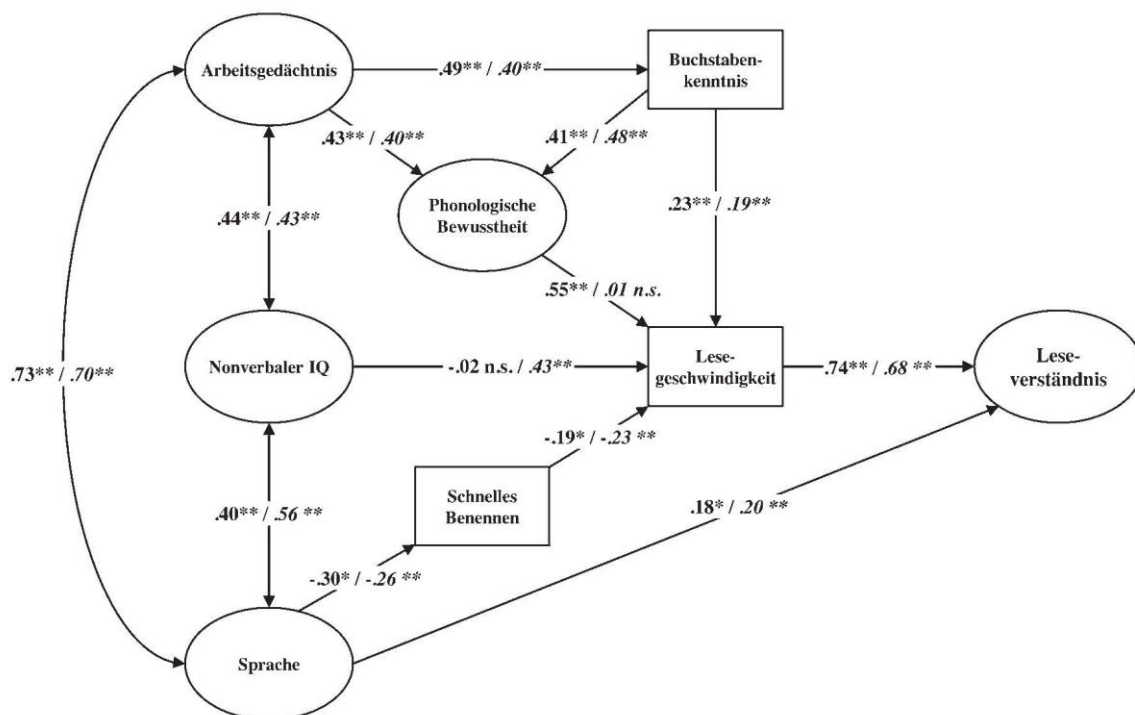 Arbeitsgedächtnis
.49** / .40**
Buchstaben-
kenntnis
.43** / .40**
.41** / .48**
Phonologische
Bewusstheit
.44** / .43**
.23** / .19**
.55** / .01 n.s.
.73** / .70**
Nonverbaler IQ
-.02 n.s. / .43**
Lese-
geschwindigkeit
.74** / .68 **
Lese-
verständnis
-.19* / -.23 **
Schnelles
Benennen
.40** / .56 **
.18* / .20 **
-.30* / -.26 **
Sprache